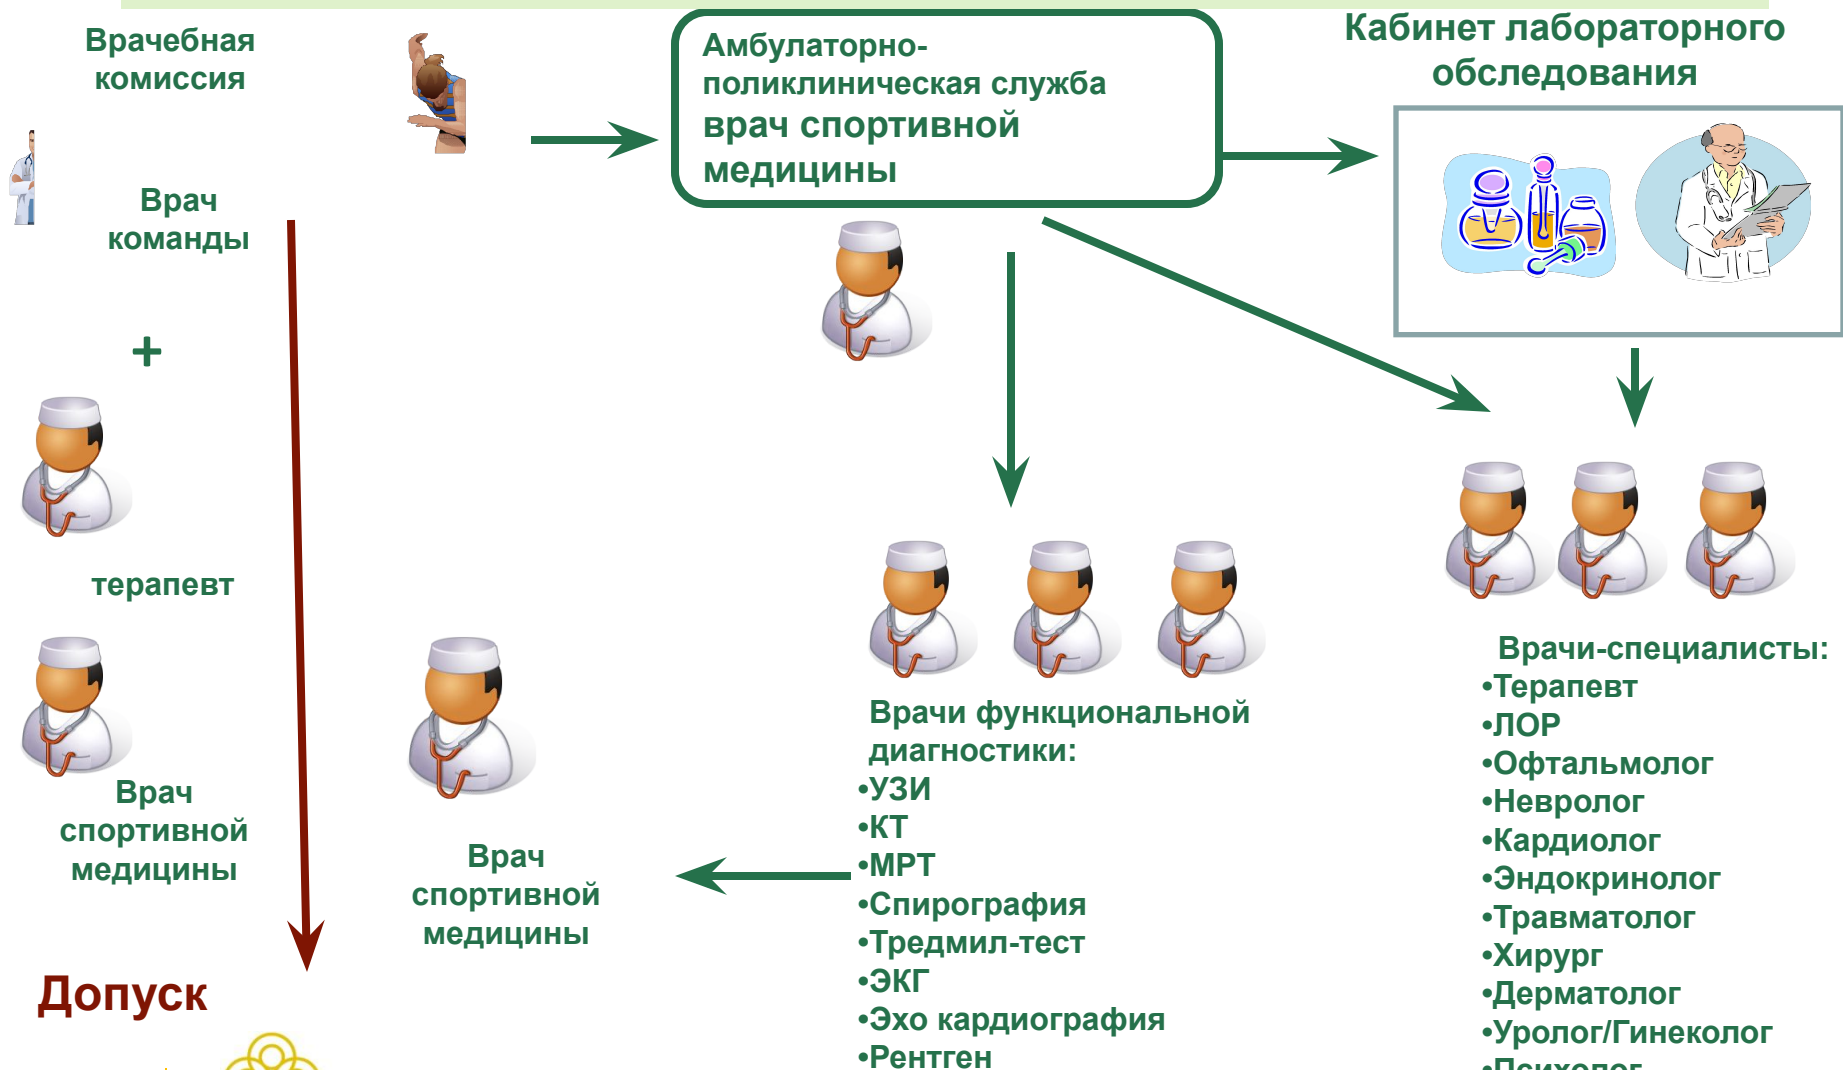 Врачебная
комиссия
Врач
команды
+
терапевт
Врач
спортивной
медицины
Допуск
Амбулаторно-
поликлиническая служба
врач спортивной
медицины
Врач
спортивной
медицины
Врачи функциональной
диагностики:
•УЗИ
•КТ
•МРТ
•Спирография
•Тредмил-тест
•ЭКГ
•Эхо кардиография
•Рентген
Кабинет лабораторного
обследования
Врачи-специалисты:
•Терапевт
•ЛОР
•Офтальмолог
•Невролог
•Кардиолог
•Эндокринолог
•Травматолог
•Хирург
•Дерматолог
•Уролог/Гинеколог
•Психолог